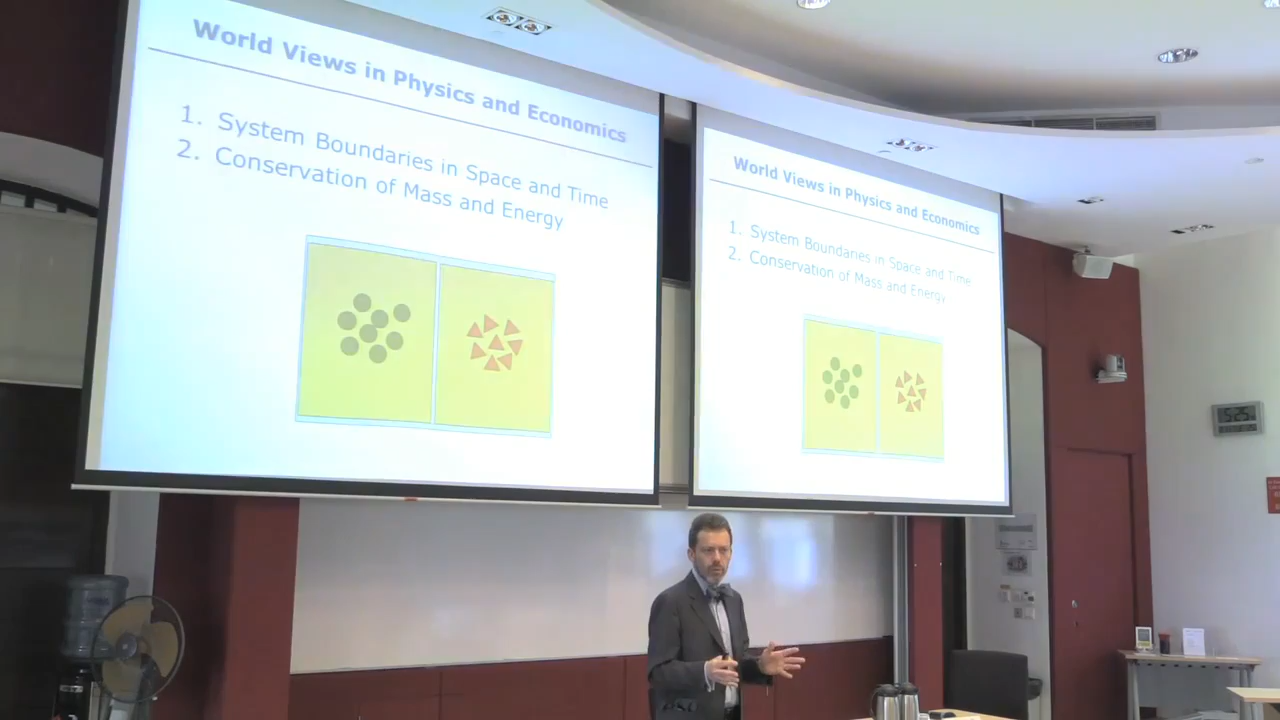 World Views in Physics and Economics
1. System Boundaries in Space and Time
2. Conservation of Mass and Energy
World Views in Physics and Economics
1. System Boundaries in Space and Time
2. Conservation of Mass and Energy